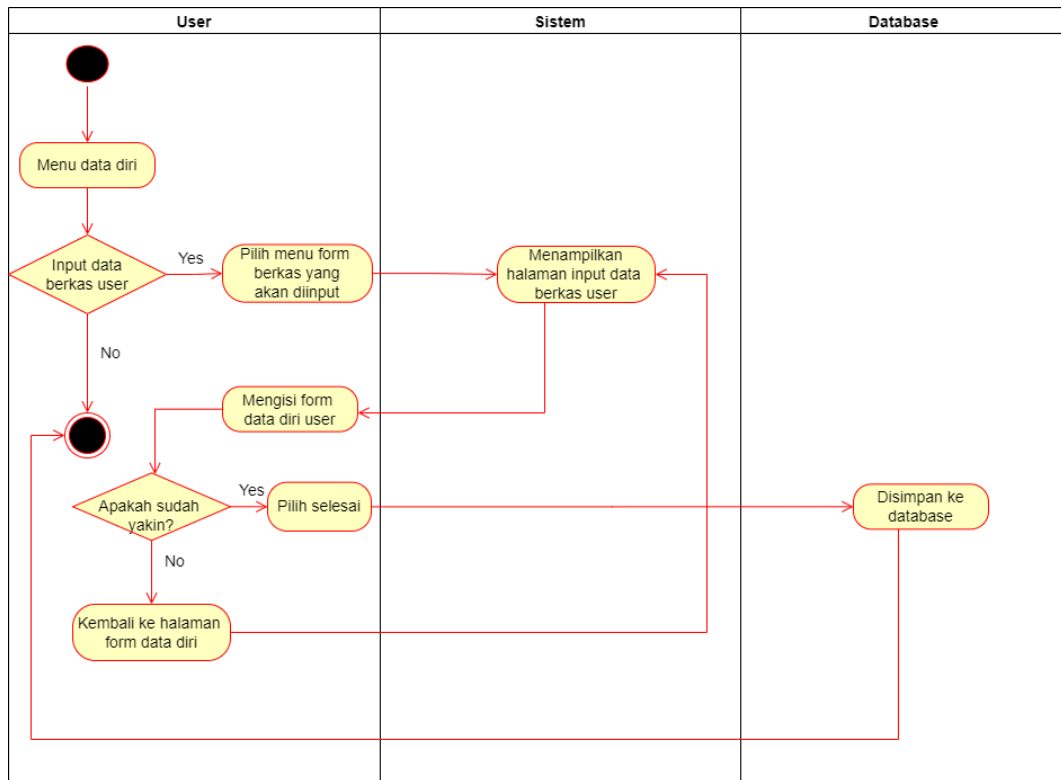 User
Sistem
Database
Menu data diri
Input data
berkas user
Yes
Pilih menu form
berkas yang
akan diinput
Menampilkan
halaman input data
berkas user
No
Mengisi form
data diri user
Apakah sudah
yakin?
Yes
Pilih selesai
Disimpan ke
database
No
Kembali ke halaman
form data diri